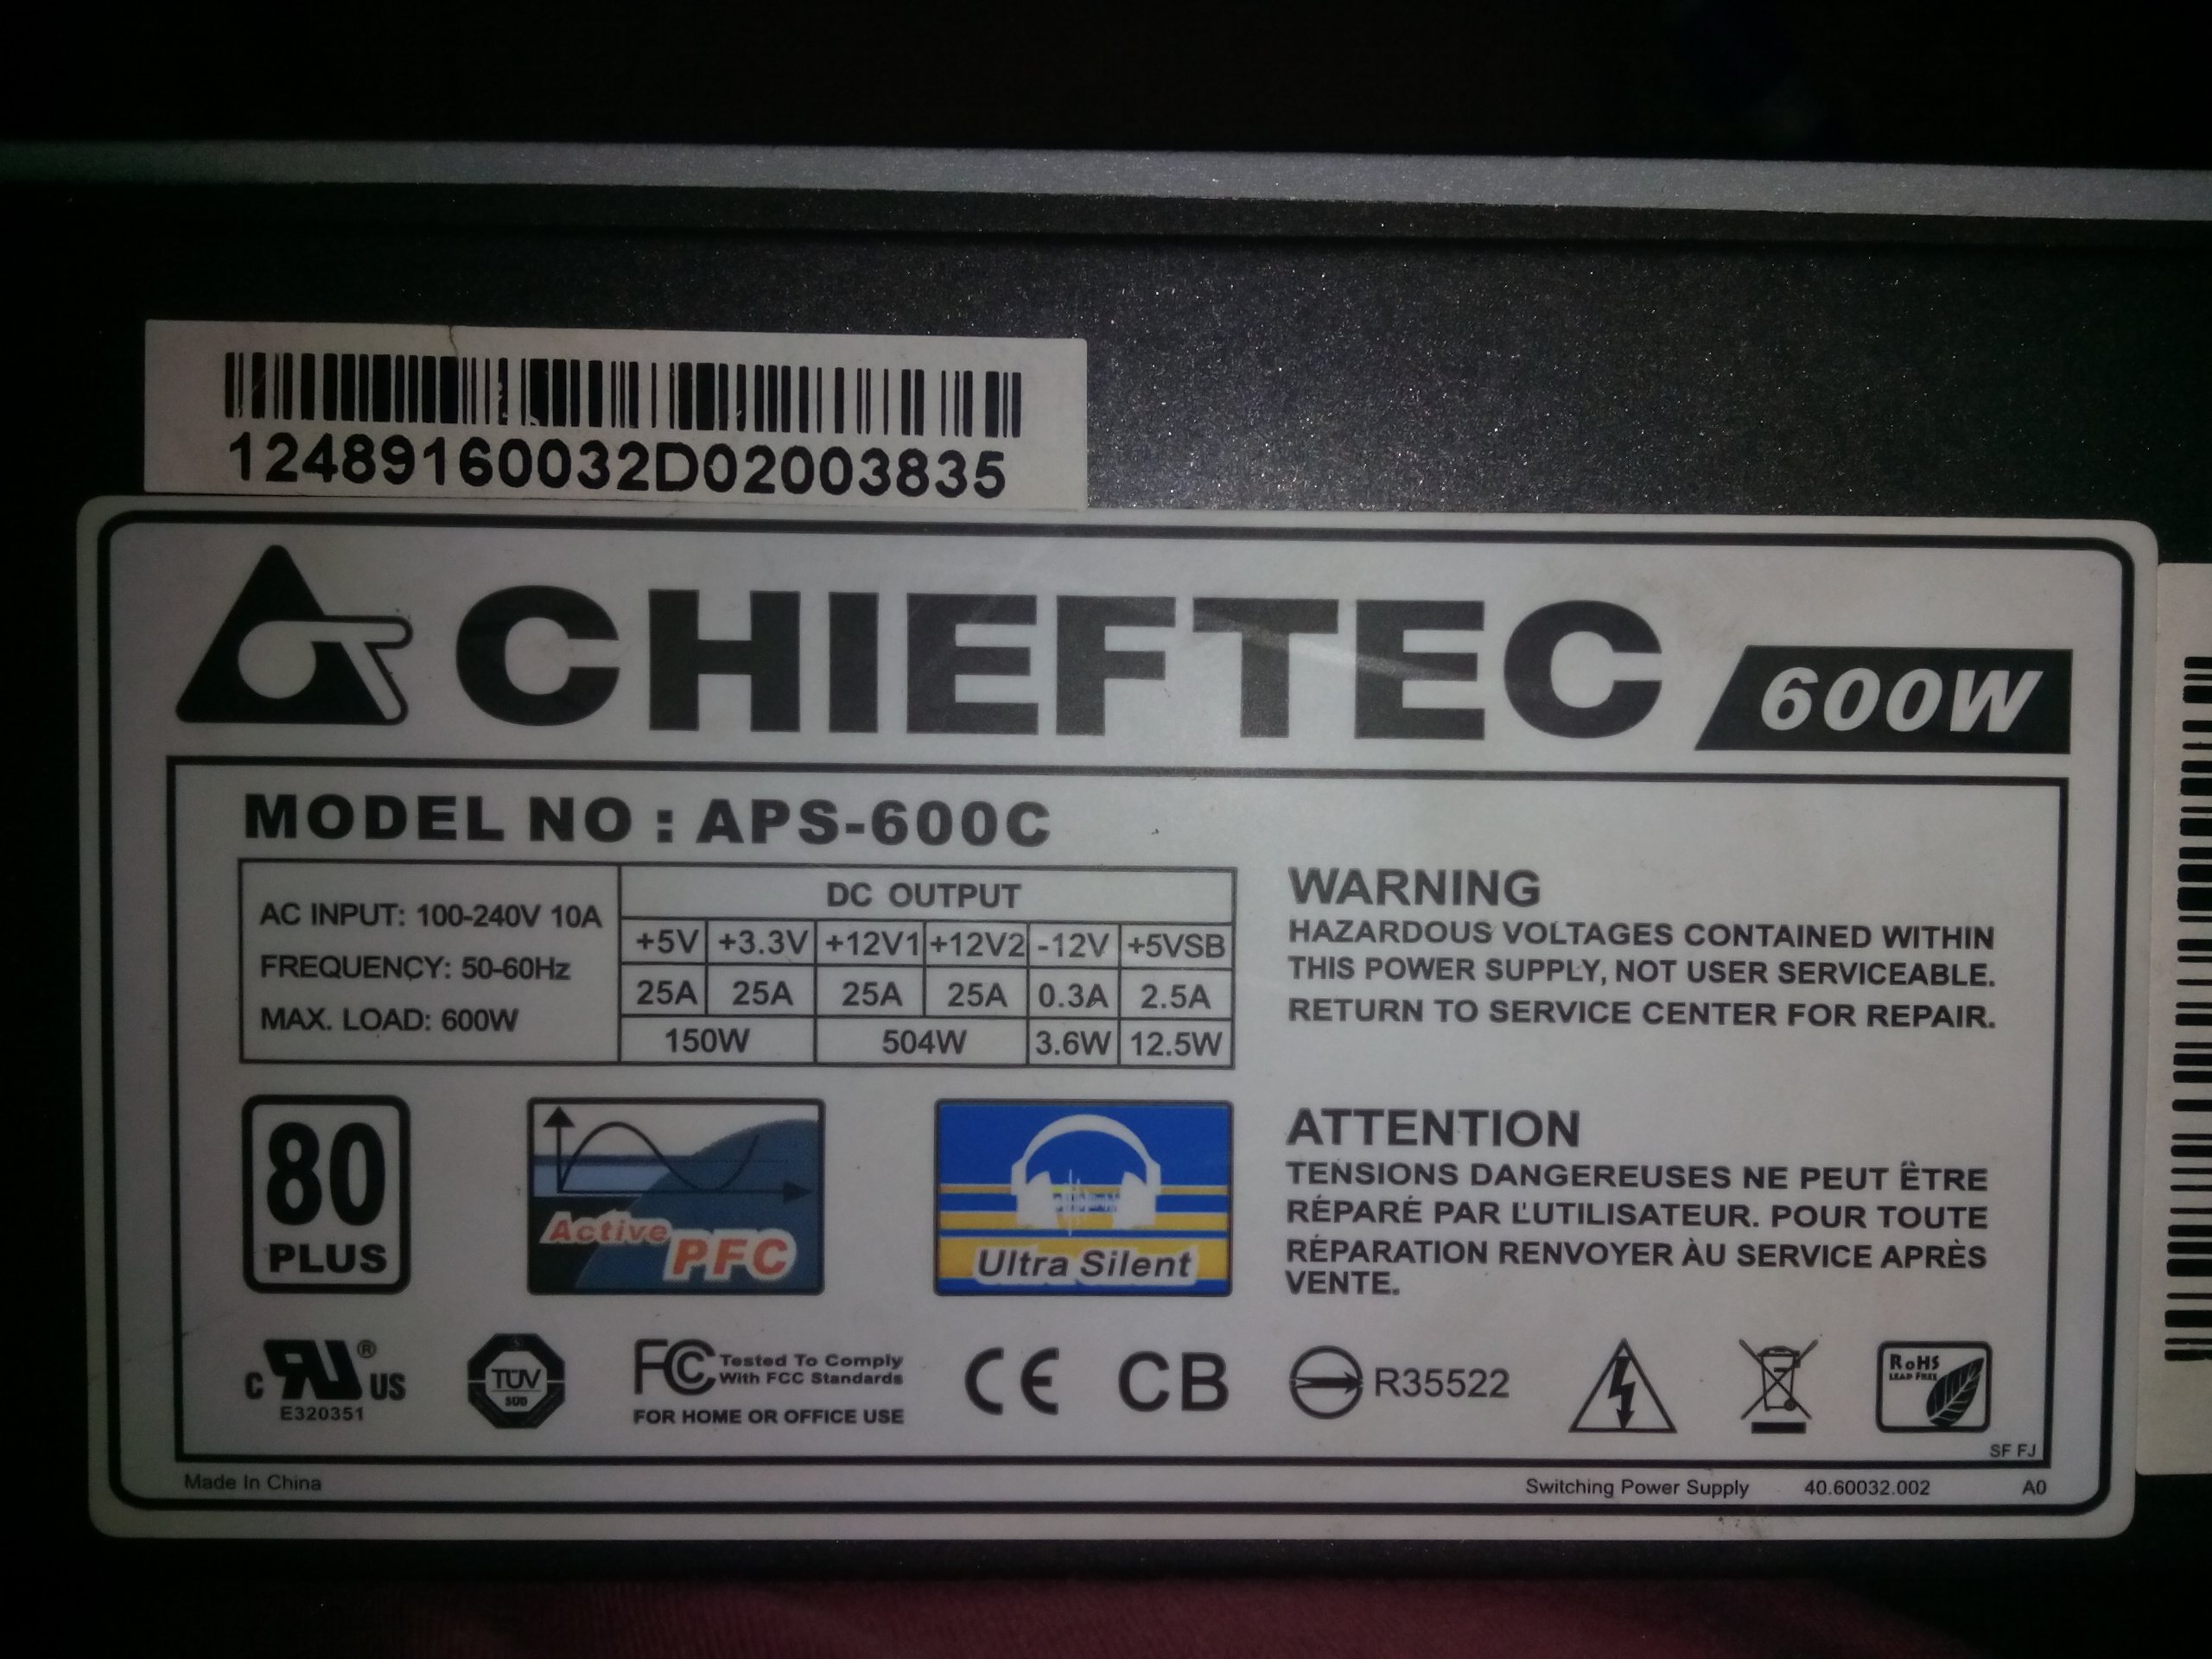 12489160032D02003835
CHIEFTEC 600W
MODEL NO : APS-600C
AC INPUT: 100-240V 10A
FREQUENCY: 50-60Hz
MAX. LOAD: 600W
DC OUTPUT
+5V +3.3V +12V1 +12V2 -12V +5VSB
25A 25A 25A 25A 0.3A 2.5A
150W 504W 3.6W 12.5W
WARNING
HAZARDOUS VOLTAGES CONTAINED WITHIN
THIS POWER SUPPLY, NOT USER SERVICEABLE.
RETURN TO SERVICE CENTER FOR REPAIR.
ATTENTION
TENSIONS DANGEREUSES NE PEUT ÊTRE
RÉPARÉ PAR L'UTILISATEUR. POUR TOUTE
RÉPARATION RENVOYER ÀU SERVICE APRÈS
VENTE.
80
PLUS
Active
PFC
Ultra Silent
C RU ® US
E320351
TÜV
SÜD
FC Tested To Comply
With FCC Standards
FOR HOME OR OFFICE USE
CE
CB
R35522
RoHS
LEAD FREE
SF FJ
Made In China
Switching Power Supply 40.60032.002 A0